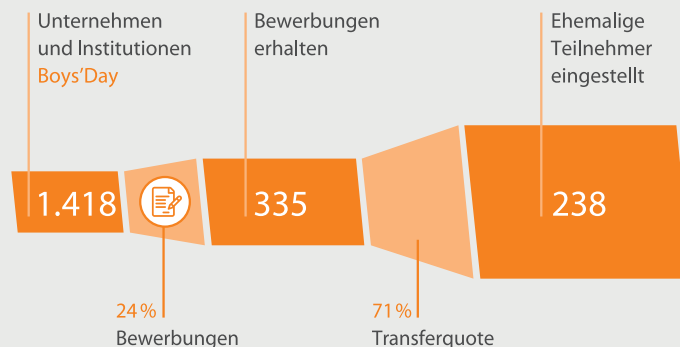 Unternehmen
und Institutionen
Boys'Day
Bewerbungen
erhalten
Ehemalige
Teilnehmer
eingestellt
1.418
335
238
24 %
Bewerbungen
71 %
Transferquote